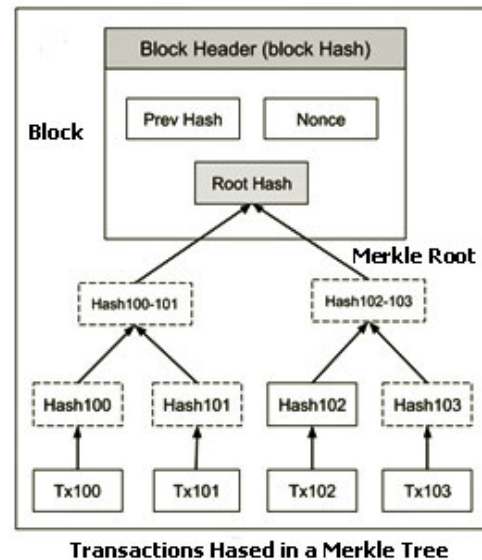 Block Header (block Hash)
Prev Hash
Nonce
Block
Root Hash
Merkle Root
Hash100-101
Hash102-103
Hash100
Hash101
Hash102
Hash103
Tx100
Tx101
Tx102
Tx103
Transactions Hased in a Merkle Tree